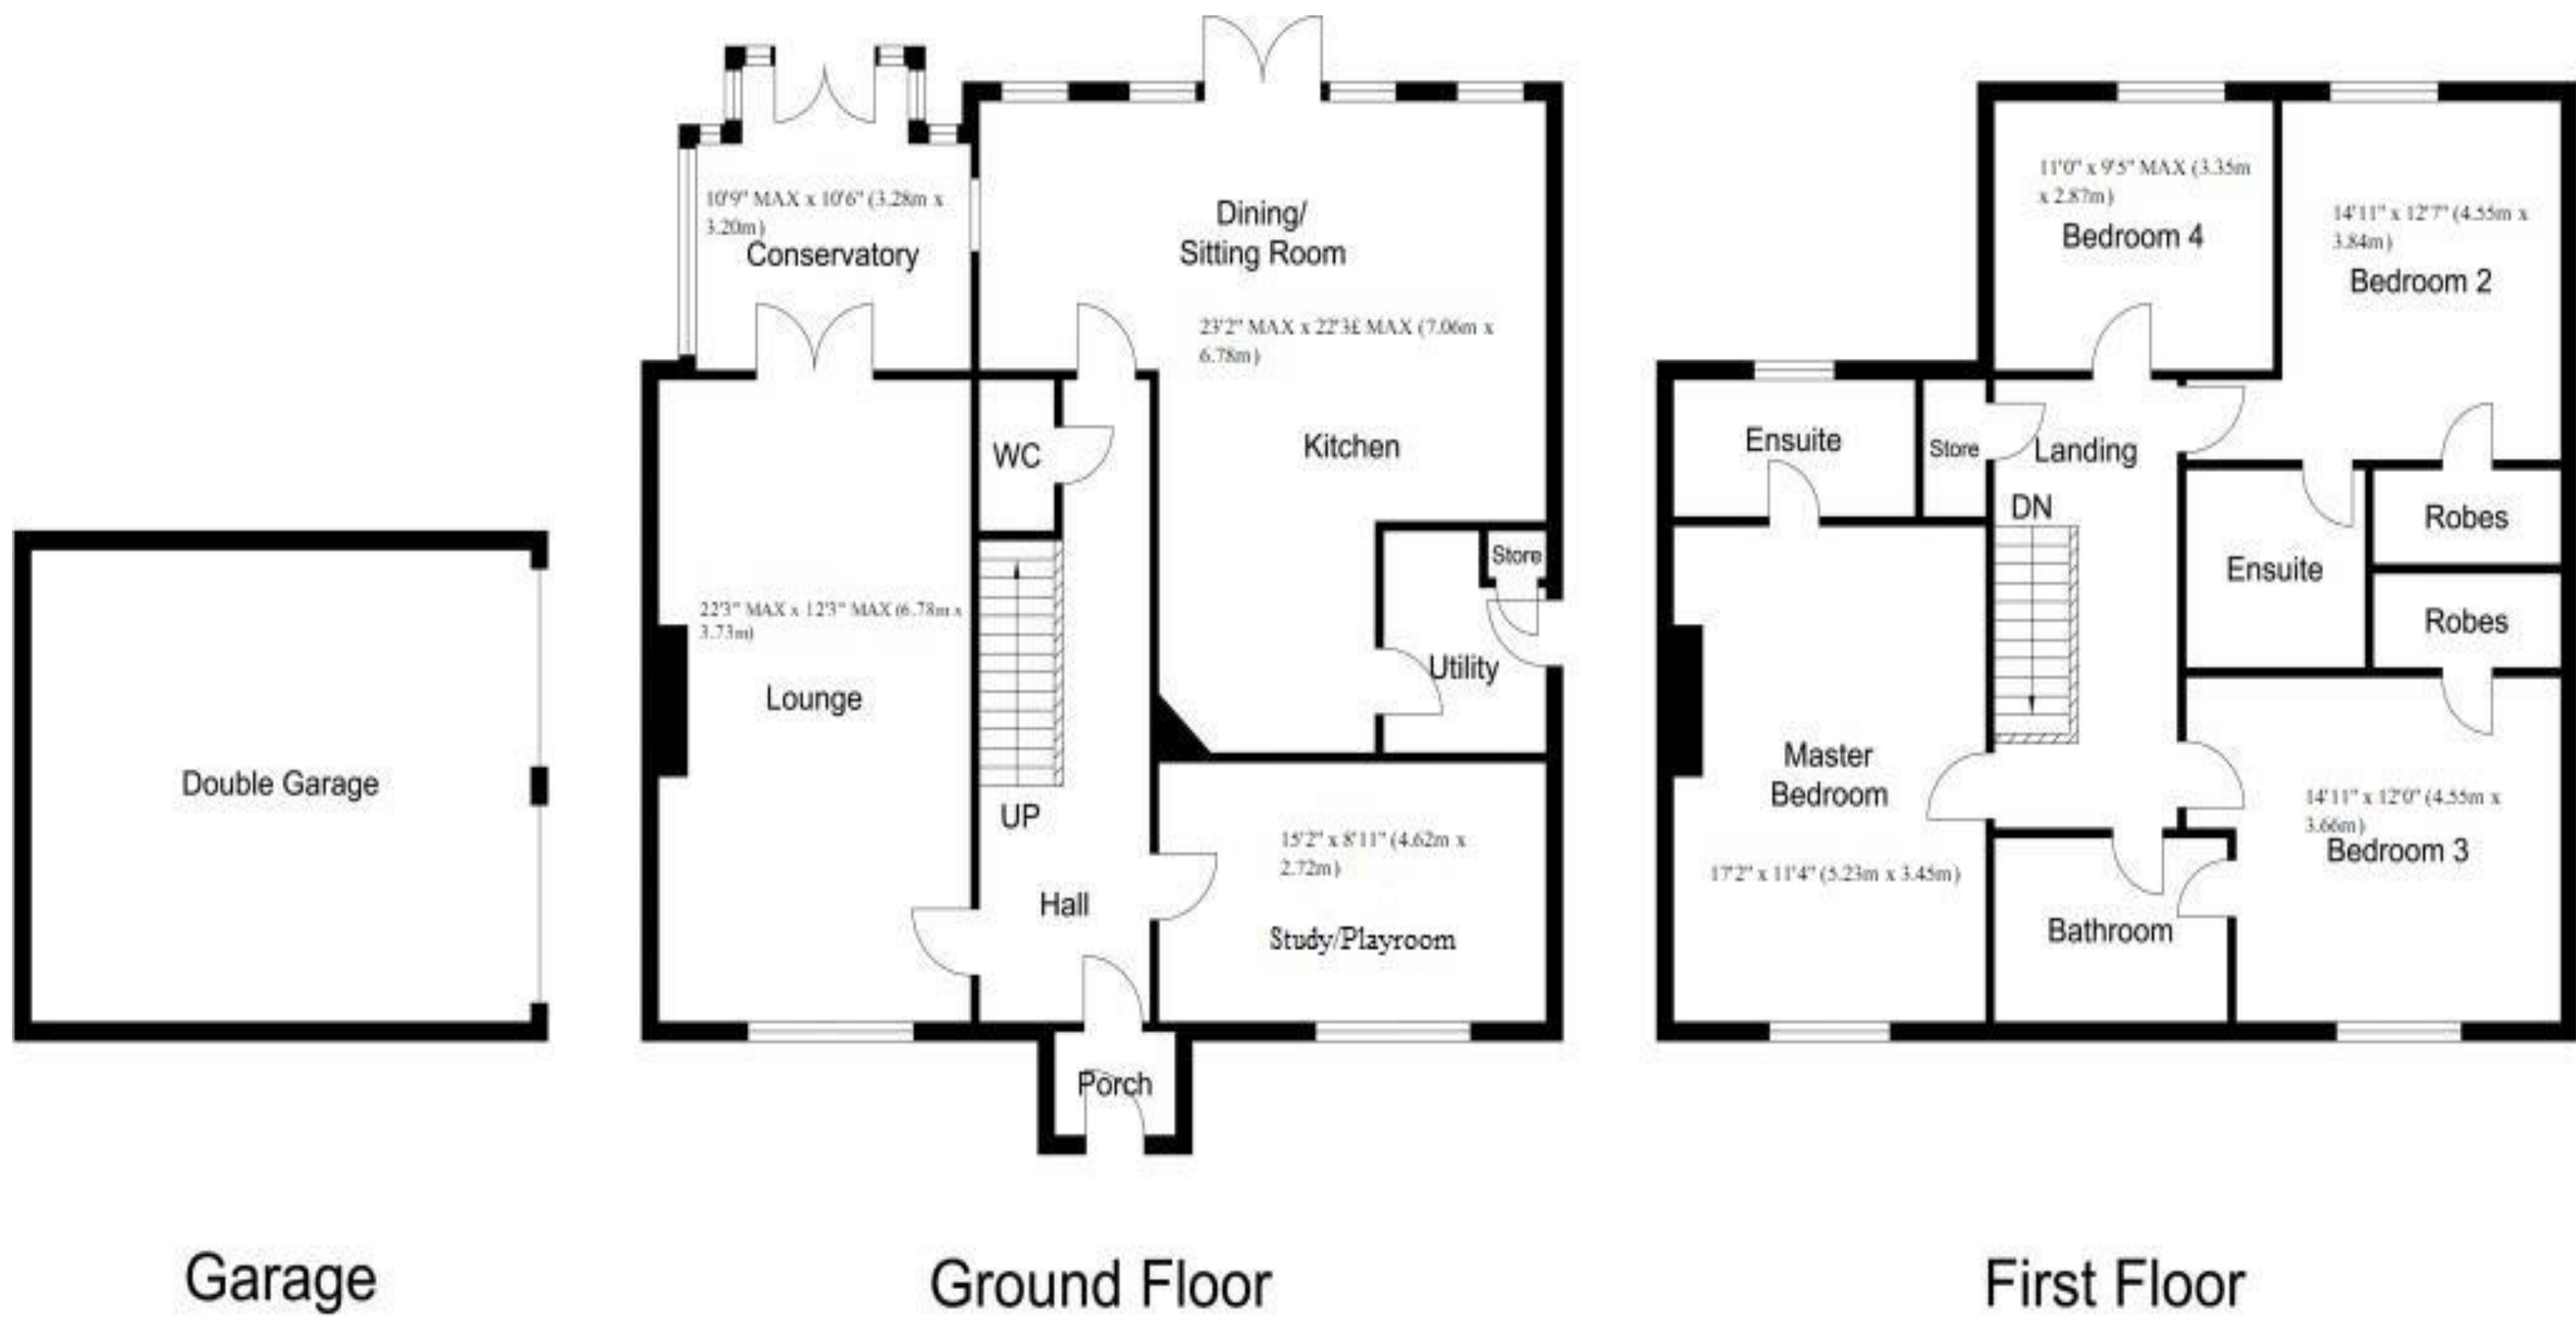 Double Garage
Garage
10'9" MAX x 10'6" (3.28m x
3.20m)
Conservatory
Dining/
Sitting Room
23'2" MAX x 22'3£ MAX (7.06m x
6.78m)
WC
Kitchen
Store
22'3" MAX x 12'3" MAX (6.78m x
3.73m)
Lounge
Utility
UP
15'2" x 8'11" (4.62m x
2.72m)
Hall
Study/Playroom
Porch
Ground Floor
11'0" x 9'5" MAX (3.35m
x 2.87m)
Bedroom 4
14'11" x 12'7" (4.55m x
3.84m)
Bedroom 2
Ensuite
Store
Landing
DN
Robes
Ensuite
Robes
Master
Bedroom
17'2" x 11'4" (5.23m x 3.45m)
14'11" x 12'0" (4.55m x
3.66m)
Bedroom 3
Bathroom
First Floor